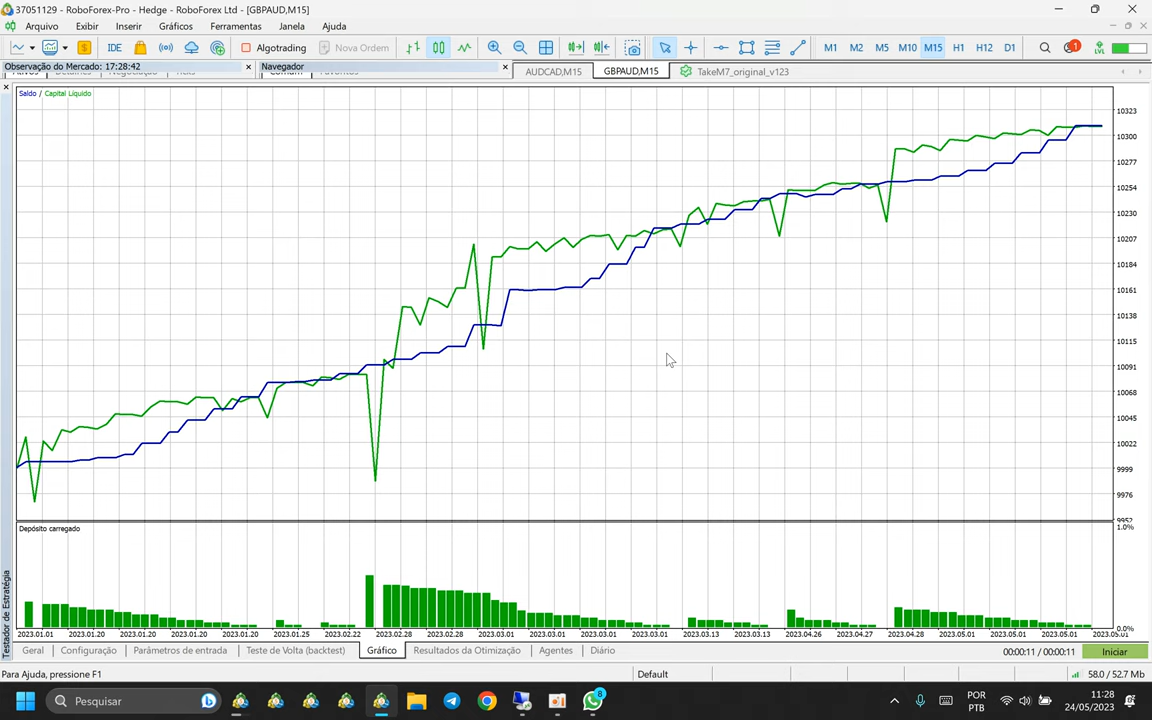 37051129 - RoboForex-Pro - Hedge - RoboForex Ltd - [GBPAUD,M15]
Arquivo Exibir Inserir Gráficos Ferramentas Janela Ajuda
IDE Algotrading Nova Ordem M1 M2 M5 M10 M15 H1 H12 D1 1 LVL
Observação do Mercado: 17:28:42 Navegador
AUDCAD,M15 GBPAUD,M15 TakeM7_original_v123
Saldo / Capital Líquido
10323
10300
10277
10254
10230
10207
10184
10161
10138
10115
10091
10068
10045
10022
9999
9976
9952
Depósito carregado
1.0%
0.0%
2023.01.01 2023.01.20 2023.01.20 2023.01.20 2023.01.20 2023.01.25 2023.02.22 2023.02.28 2023.02.28 2023.03.01 2023.03.01 2023.03.01 2023.03.01 2023.03.13 2023.03.13 2023.04.26 2023.04.27 2023.04.28 2023.05.01 2023.05.01 2023.05.01 2023.05.01
Testador de Estratégia
Geral Configuração Parâmetros de entrada Teste de Volta (backtest) Gráfico Resultados da Otimização Agentes Diário 00:00:11 / 00:00:11 Iniciar
Para Ajuda, pressione F1 Default 58.0 / 52.7 Mb
Pesquisar 8 POR PTB 11:28 24/05/2023